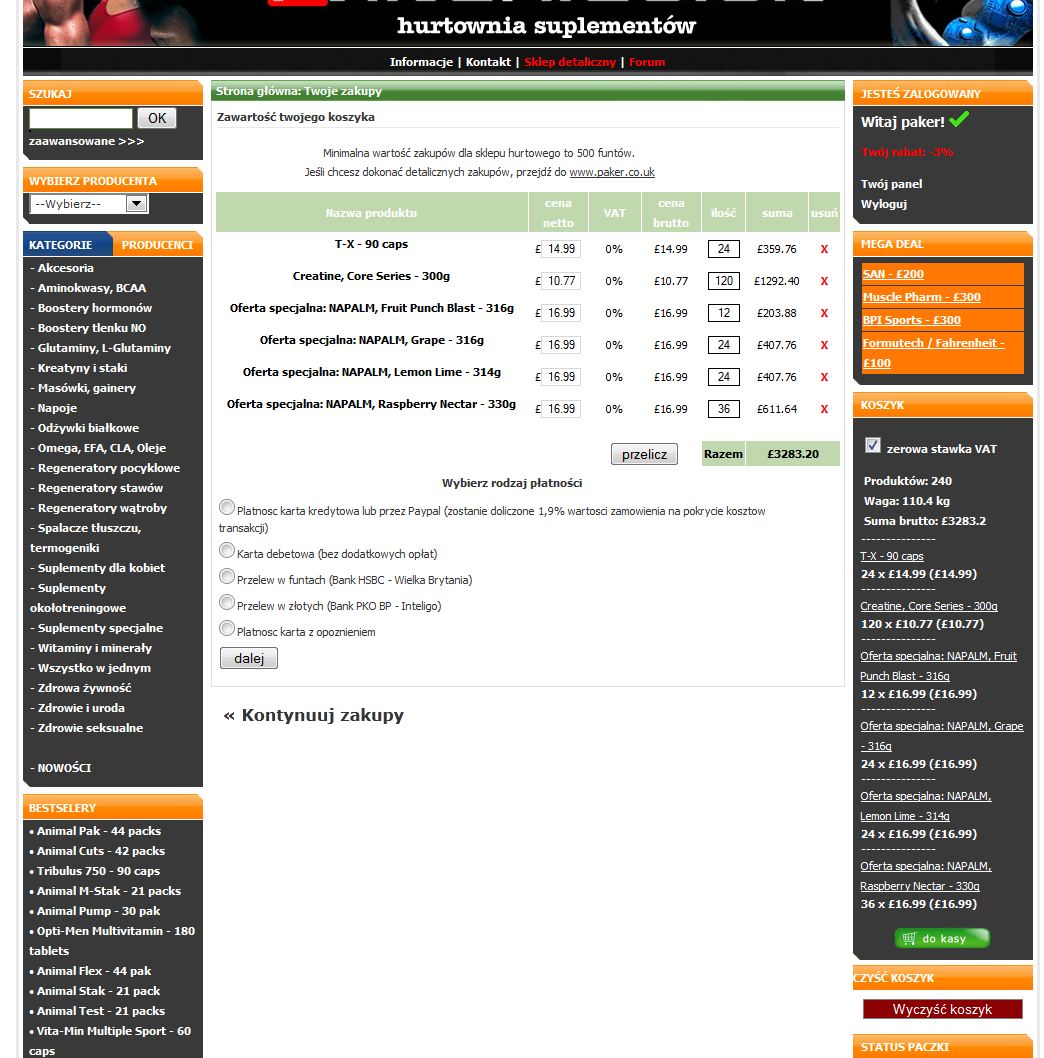 hurtownia suplementów
Informacje | Kontakt | Sklep detaliczny | Forum
SZUKAJ
OK
zaawansowane >>>
WYBIERZ PRODUCENTA
--Wybierz--
KATEGORIE PRODUCENCI
- Akcesoria
- Aminokwasy, BCAA
- Boostery hormonów
- Boostery tlenku NO
- Glutaminy, L-Glutaminy
- Kreatyny i staki
- Masówki, gainery
- Napoje
- Odżywki białkowe
- Omega, EFA, CLA, Oleje
- Regeneratory pocyklowe
- Regeneratory stawów
- Regeneratory wątroby
- Spalacze tłuszczu,
termogeniki
- Suplementy dla kobiet
- Suplementy
okołotreningowe
- Suplementy specjalne
- Witaminy i minerały
- Wszystko w jednym
- Zdrowa żywność
- Zdrowie i uroda
- Zdrowie seksualne
- NOWOŚCI
BESTSELERY
• Animal Pak - 44 packs
• Animal Cuts - 42 packs
• Tribulus 750 - 90 caps
• Animal M-Stak - 21 packs
• Animal Pump - 30 pak
• Opti-Men Multivitamin - 180
tablets
• Animal Flex - 44 pak
• Animal Stak - 21 pack
• Animal Test - 21 packs
• Vita-Min Multiple Sport - 60
caps
Strona główna: Twoje zakupy
Zawartość twojego koszyka
Minimalna wartość zakupów dla sklepu hurtowego to 500 funtów.
Jeśli chcesz dokonać detalicznych zakupów, przejdź do www.paker.co.uk
Nazwa produktu cena netto VAT cena brutto ilość suma usuń
T-X - 90 caps £ 14.99 0% £14.99 24 £359.76 X
Creatine, Core Series - 300g £ 10.77 0% £10.77 120 £1292.40 X
Oferta specjalna: NAPALM, Fruit Punch Blast - 316g £ 16.99 0% £16.99 12 £203.88 X
Oferta specjalna: NAPALM, Grape - 316g £ 16.99 0% £16.99 24 £407.76 X
Oferta specjalna: NAPALM, Lemon Lime - 314g £ 16.99 0% £16.99 24 £407.76 X
Oferta specjalna: NAPALM, Raspberry Nectar - 330g £ 16.99 0% £16.99 36 £611.64 X
przelicz Razem £3283.20
Wybierz rodzaj płatności
Platnosc karta kredytowa lub przez Paypal (zostanie doliczone 1,9% wartosci zamowienia na pokrycie kosztow
transakcji)
Karta debetowa (bez dodatkowych opłat)
Przelew w funtach (Bank HSBC - Wielka Brytania)
Przelew w złotych (Bank PKO BP - Inteligo)
Platnosc karta z opoznieniem
dalej
« Kontynuuj zakupy
JESTEŚ ZALOGOWANY
Witaj paker!
Twój rabat: -3%
Twój panel
Wyloguj
MEGA DEAL
SAN - £200
Muscle Pharm - £300
BPI Sports - £300
Formutech / Fahrenheit -
£100
KOSZYK
zerowa stawka VAT
Produktów: 240
Waga: 110.4 kg
Suma brutto: £3283.2
---------------
T-X - 90 caps
24 x £14.99 (£14.99)
---------------
Creatine, Core Series - 300g
120 x £10.77 (£10.77)
---------------
Oferta specjalna: NAPALM, Fruit
Punch Blast - 316g
12 x £16.99 (£16.99)
---------------
Oferta specjalna: NAPALM, Grape
- 316g
24 x £16.99 (£16.99)
---------------
Oferta specjalna: NAPALM,
Lemon Lime - 314g
24 x £16.99 (£16.99)
---------------
Oferta specjalna: NAPALM,
Raspberry Nectar - 330g
36 x £16.99 (£16.99)
do kasy
CZYŚĆ KOSZYK
Wyczyść koszyk
STATUS PACZKI